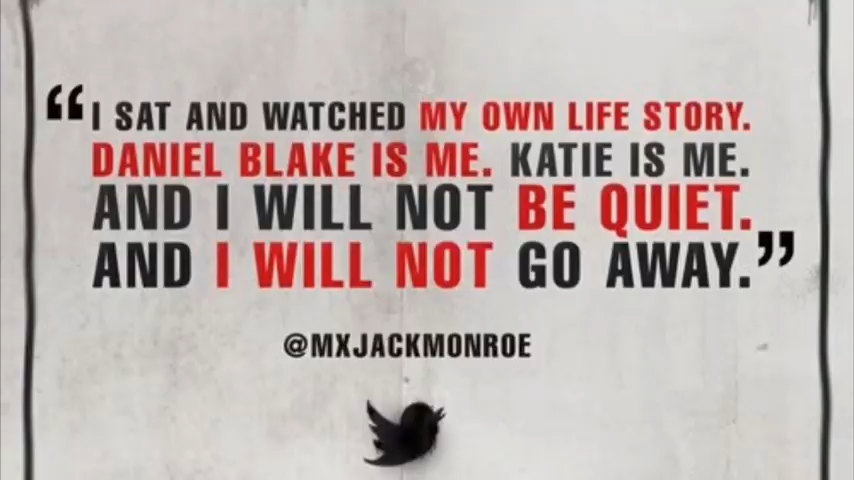 “I SAT AND WATCHED MY OWN LIFE STORY.
DANIEL BLAKE IS ME. KATIE IS ME.
AND I WILL NOT BE QUIET.
AND I WILL NOT GO AWAY.”
@MXJACKMONROE